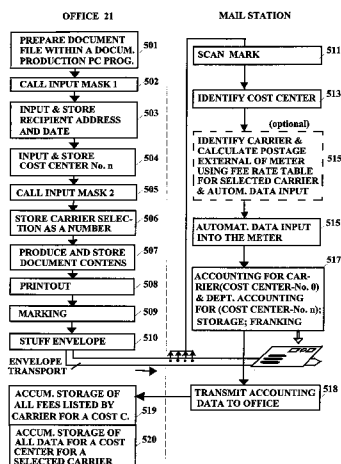 OFFICE 21
PREPARE DOCUMENT
FILE WITHIN A DOCUM.
PRODUCTION PC PROG.
501
CALL INPUT MASK 1
502
INPUT & STORE
RECIPIENT ADDRESS
AND DATE
503
INPUT & STORE
COST CENTER No. n
504
CALL INPUT MASK 2
505
STORE CARRIER SELEC-
TION AS A NUMBER
506
PRODUCE AND STORE
DOCUMENT CONTENS
507
PRINTOUT
508
MARKING
509
STUFF ENVELOPE
510
ENVELOPE
TRANSPORT
ACCUM. STORAGE OF
ALL FEES LISTED BY
CARRIER FOR A COST C.
519
ACCUM. STORAGE OF
ALL DATA FOR A COST
CENTER FOR A
SELECTED CARRIER
520
MAIL STATION
SCAN MARK
511
IDENTIFY COST CENTER
513
(optional)
IDENTIFY CARRIER &
CALCULATE POSTAGE
EXTERNAL OF METER
USING FEE RATE TABLE
FOR SELECTED CARRIER
& AUTOM. DATA INPUT
515
AUTOMAT. DATA INPUT
INTO THE METER
515
517
ACCOUNTING FOR CAR-
RIER(COST CENTER-No. 0)
& DEPT. ACCOUNTING
FOR (COST CENTER-No. n);
STORAGE; FRANKING
TRANSMIT ACCOUNTING
DATA TO OFFICE
518